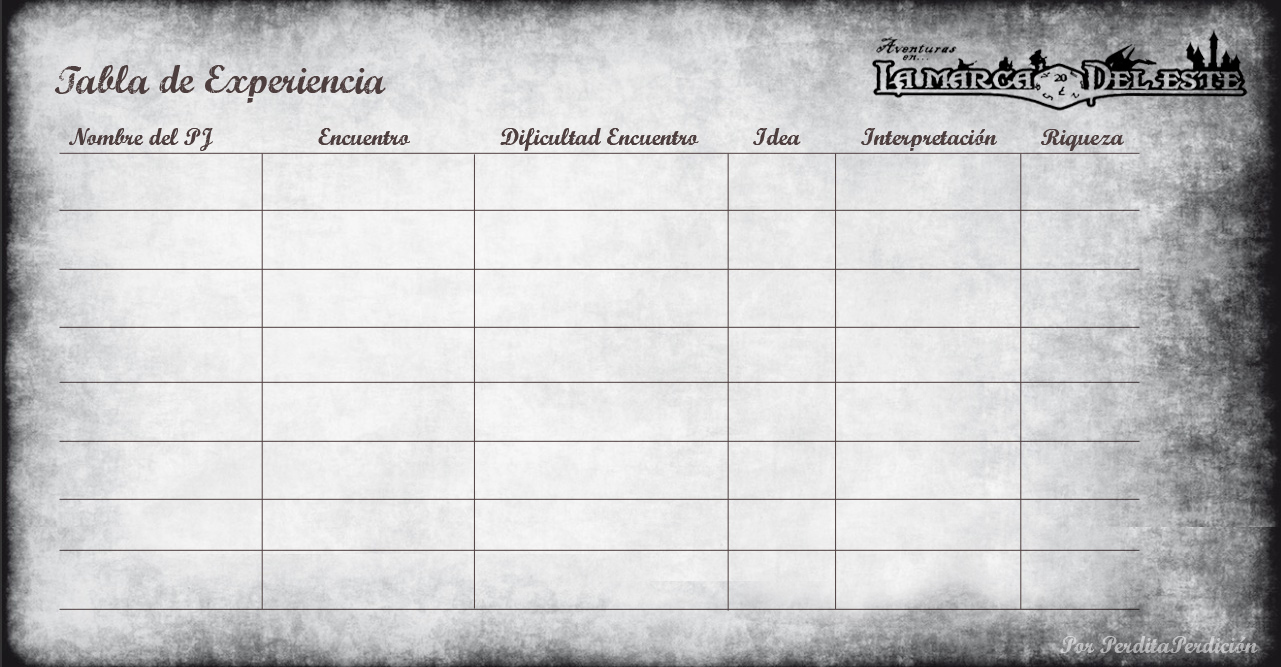 Aventuras
en...
LA MARCA DEL ESTE
20
Tabla de Experiencia
Nombre del PJ Encuentro Dificultad Encuentro Idea Interpretación Riqueza
Por PerditaPerdición